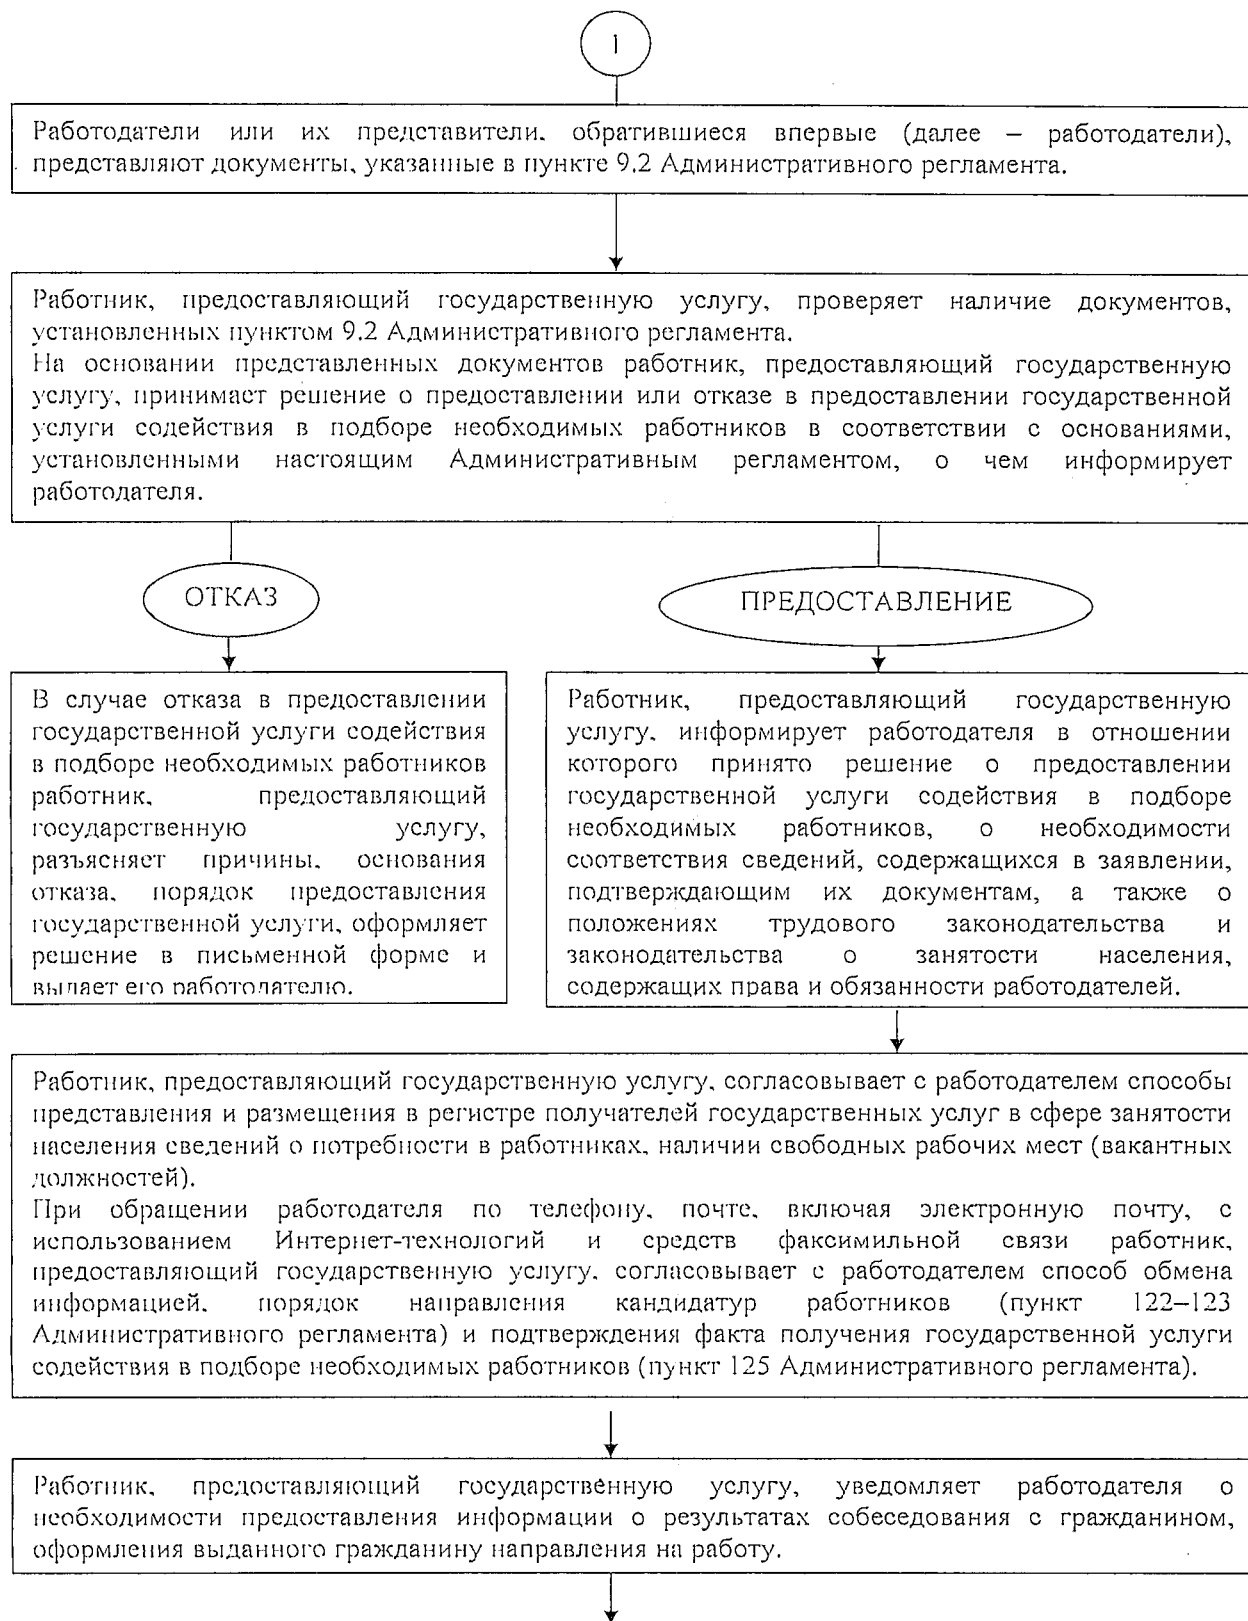 1
Работодатели или их представители, обратившиеся впервые (далее – работодатели),
представляют документы, указанные в пункте 9.2 Административного регламента.
Работник, предоставляющий государственную услугу, проверяет наличие документов,
установленных пунктом 9.2 Административного регламента.
На основании представленных документов работник, предоставляющий государственную
услугу, принимает решение о предоставлении или отказе в предоставлении государственной
услуги содействия в подборе необходимых работников в соответствии с основаниями,
установленными настоящим Административным регламентом, о чем информирует
работодателя.
ОТКАЗ
ПРЕДОСТАВЛЕНИЕ
В случае отказа в предоставлении
государственной услуги содействия
в подборе необходимых работников
работник, предоставляющий
государственную услугу,
разъясняет причины, основания
отказа, порядок предоставления
государственной услуги, оформляет
решение в письменной форме и
выдает его работодателю.
Работник, предоставляющий государственную
услугу, информирует работодателя в отношении
которого принято решение о предоставлении
государственной услуги содействия в подборе
необходимых работников, о необходимости
соответствия сведений, содержащихся в заявлении,
подтверждающим их документам, а также о
положениях трудового законодательства и
законодательства о занятости населения,
содержащих права и обязанности работодателей.
Работник, предоставляющий государственную услугу, согласовывает с работодателем способы
представления и размещения в регистре получателей государственных услуг в сфере занятости
населения сведений о потребности в работниках, наличии свободных рабочих мест (вакантных
должностей).
При обращении работодателя по телефону, почте, включая электронную почту, с
использованием Интернет-технологий и средств факсимильной связи работник,
предоставляющий государственную услугу, согласовывает с работодателем способ обмена
информацией, порядок направления кандидатур работников (пункт 122–123
Административного регламента) и подтверждения факта получения государственной услуги
содействия в подборе необходимых работников (пункт 125 Административного регламента).
Работник, предоставляющий государственную услугу, уведомляет работодателя о
необходимости предоставления информации о результатах собеседования с гражданином,
оформления выданного гражданину направления на работу.